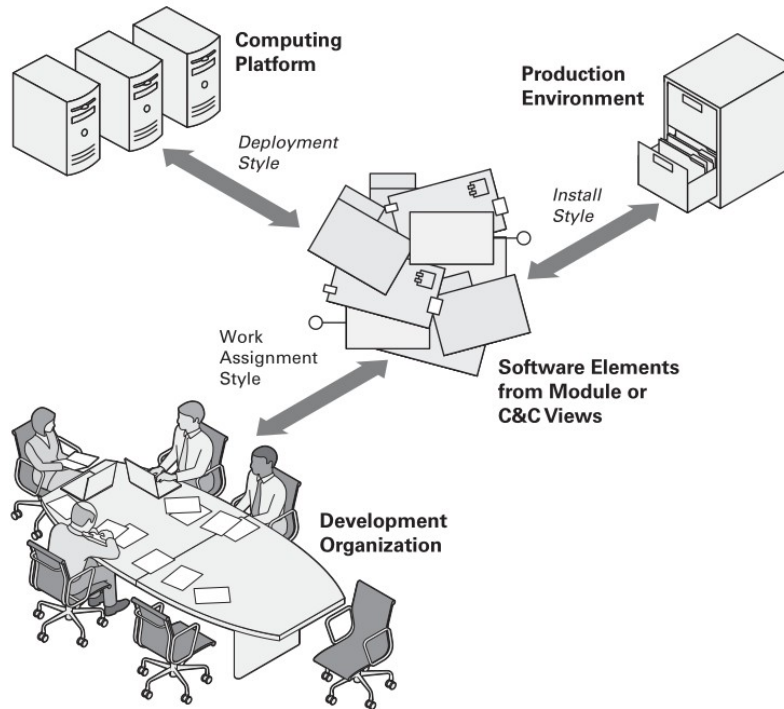 Computing
Platform
Production
Environment
Deployment
Style
Install
Style
Work
Assignment
Style
Software Elements
from Module or
C&C Views
Development
Organization